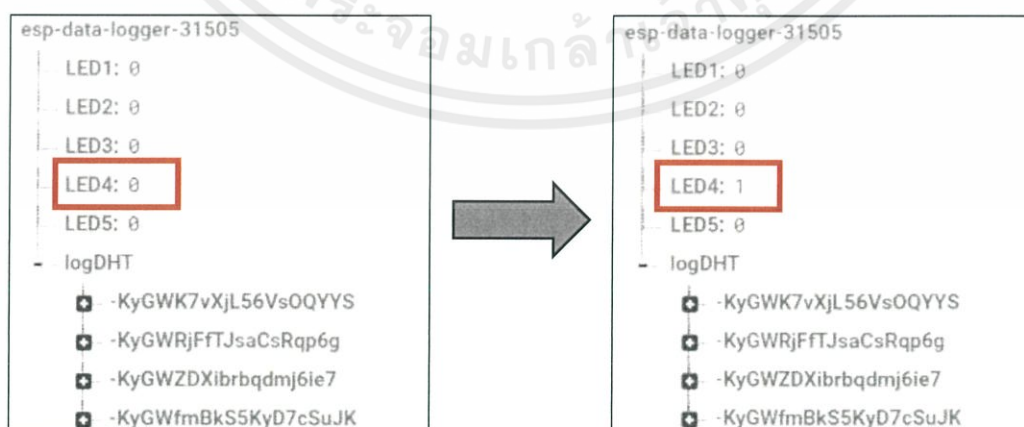 esp-data-logger-31505
LED1: 0
LED2: 0
LED3: 0
LED4: 0
LED5: 0
logDHT
-KyGWK7vXjL56VsOQYYS
-KyGWRjFfTJsaCsRqp6g
-KyGWZDXibrbqdmj6ie7
-KyGWfmBkS5KyD7cSuJK
esp-data-logger-31505
LED1: 0
LED2: 0
LED3: 0
LED4: 1
LED5: 0
logDHT
-KyGWK7vXjL56VsOQYYS
-KyGWRjFfTJsaCsRqp6g
-KyGWZDXibrbqdmj6ie7
-KyGWfmBkS5KyD7cSuJK